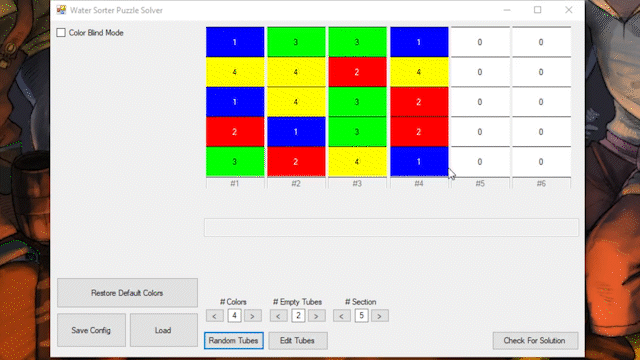 Water Sorter Puzzle Solver
Color Blind Mode
1 3 3 1 0 0
4 4 2 4 0 0
1 4 3 2 0 0
2 1 3 2 0 0
3 2 4 1 0 0
#1 #2 #3 #4 #5 #6
Restore Default Colors
# Colors # Empty Tubes # Section
< 4 > < 2 > < 5 >
Save Config Load
Random Tubes Edit Tubes Check For Solution